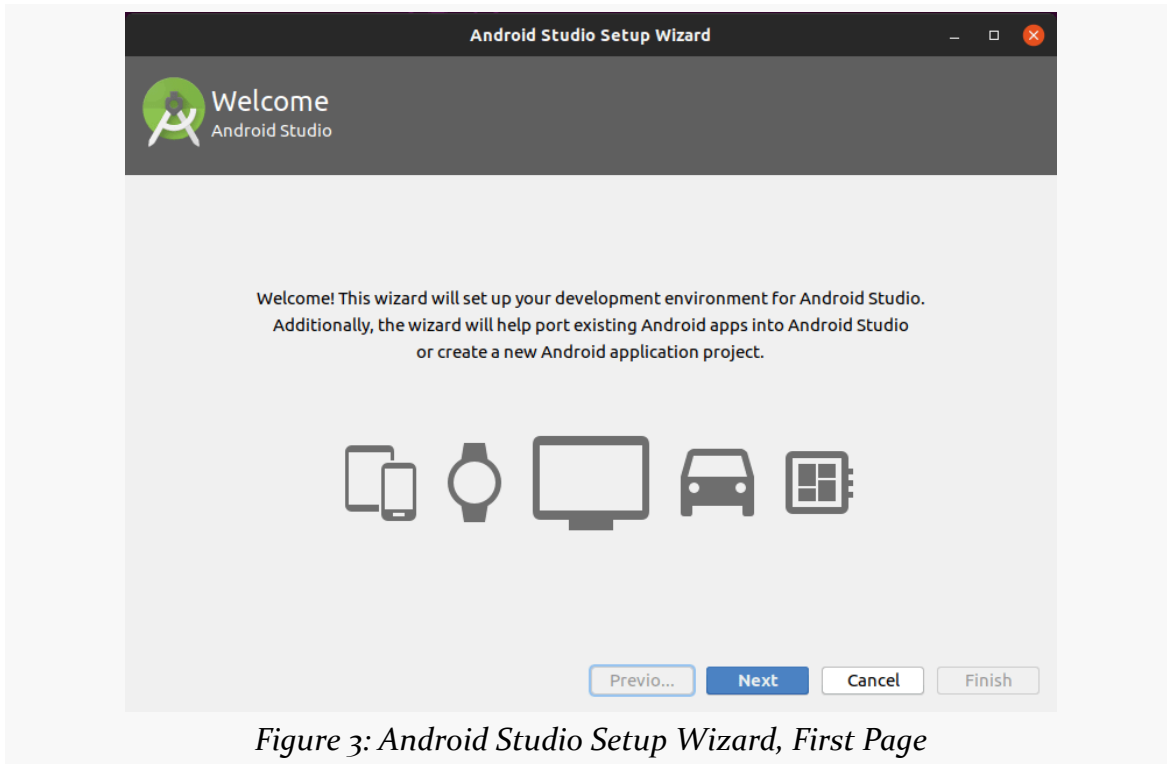 Android Studio Setup Wizard
Welcome
Android Studio
Welcome! This wizard will set up your development environment for Android Studio.
Additionally, the wizard will help port existing Android apps into Android Studio
or create a new Android application project.
Previo... Next Cancel Finish
Figure 3: Android Studio Setup Wizard, First Page